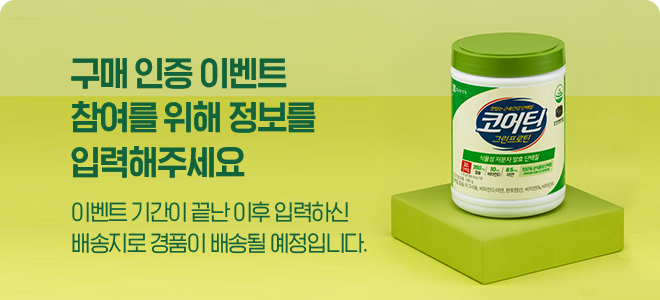 구매 인증 이벤트
참여를 위해 정보를
입력해주세요
이벤트 기간이 끝난 이후 입력하신
배송지로 경품이 배송될 예정입니다.
코어틴
그린프로틴
식물성 저분자 발효 단백질